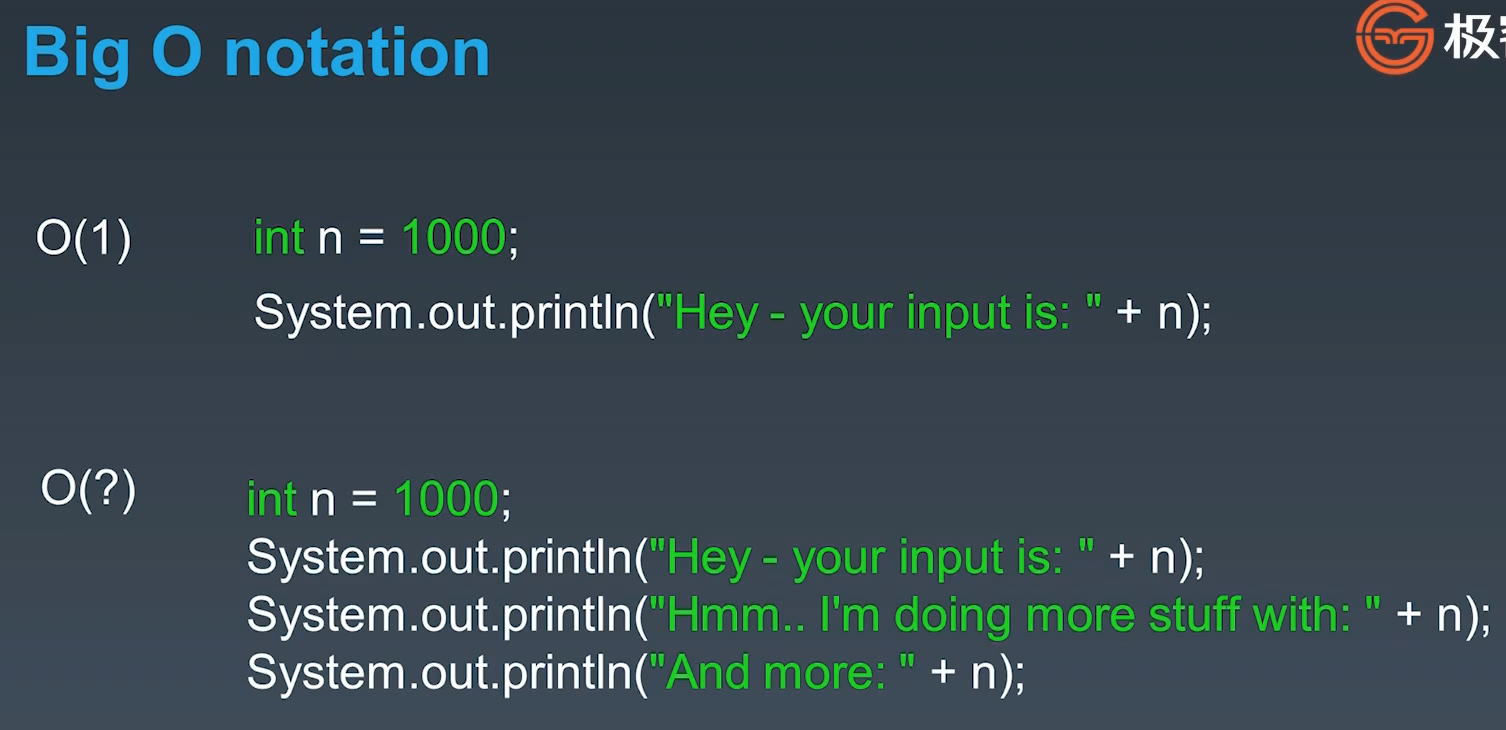 Big O notation
极
O(1) int n = 1000;
System.out.println("Hey - your input is: " + n);
O(?) int n = 1000;
System.out.println("Hey - your input is: " + n);
System.out.println("Hmm.. I'm doing more stuff with: " + n);
System.out.println("And more: " + n);